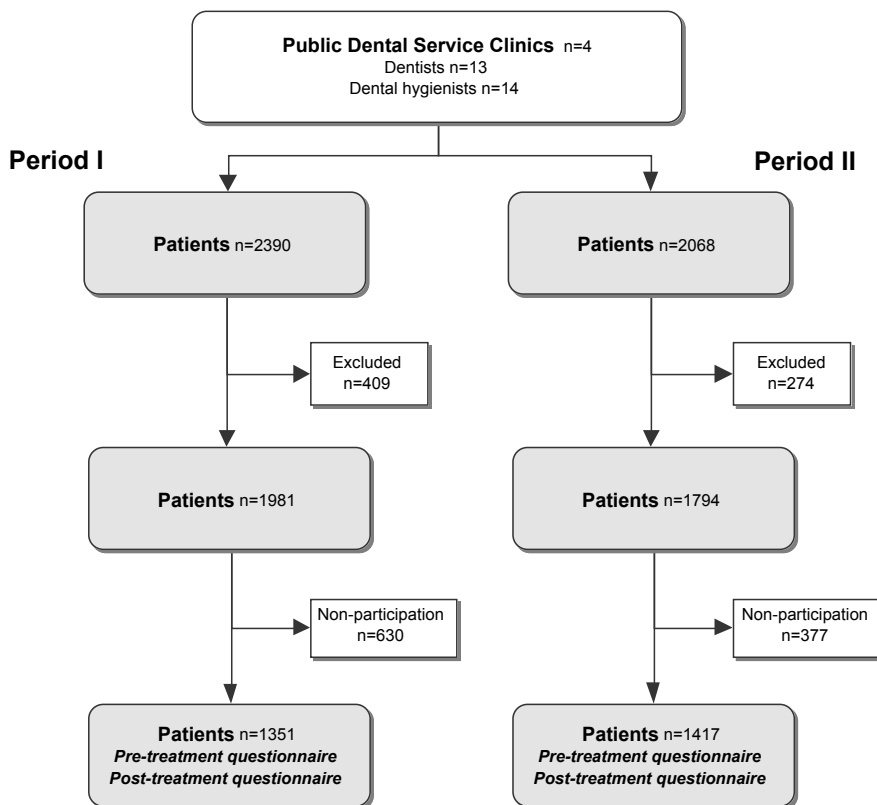 Public Dental Service Clinics n=4
Dentists n=13
Dental hygienists n=14
Period I
Period II
Patients n=2390
Patients n=2068
Excluded
n=409
Excluded
n=274
Patients n=1981
Patients n=1794
Non-participation
n=630
Non-participation
n=377
Patients n=1351
Pre-treatment questionnaire
Post-treatment questionnaire
Patients n=1417
Pre-treatment questionnaire
Post-treatment questionnaire